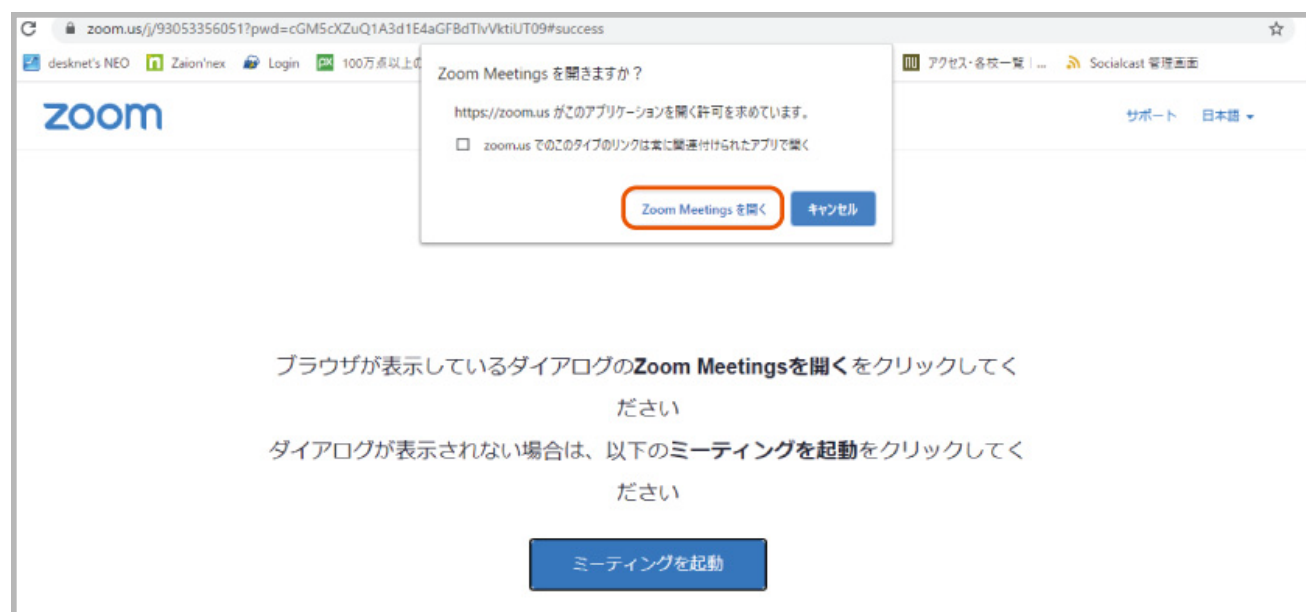 zoom.us/j/93053356051?pwd=cGM5cXZuQ1A3d1E4aGFBdTlvVktiUT09#success
desknet's NEO Zaion'nex Login 100万点以上の アクセス・各校一覧 | ... Socialcast 管理画面
Zoom Meetings を開きますか？
https://zoom.us がこのアプリケーションを開く許可を求めています。
zoom.us でのこのタイプのリンクは常に関連付けられたアプリで開く
Zoom Meetings を開く キャンセル
zoom サポート 日本語
ブラウザが表示しているダイアログのZoom Meetingsを開くをクリックしてく
ださい
ダイアログが表示されない場合は、以下のミーティングを起動をクリックしてく
ださい
ミーティングを起動